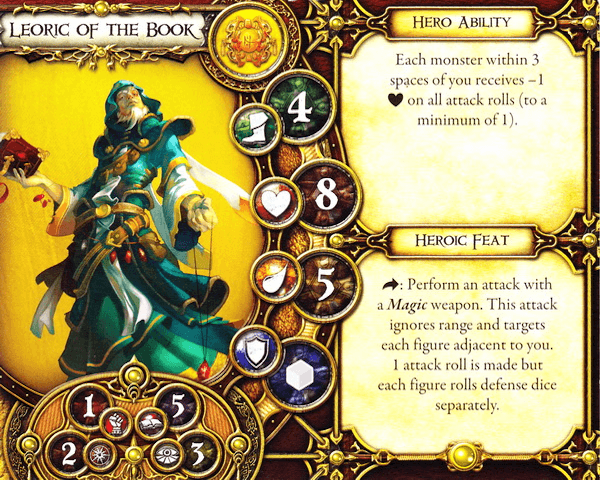 Leoric of the Book
4
8
5
1 5
2 3
Hero Ability
Each monster within 3
spaces of you receives –1
♥ on all attack rolls (to a
minimum of 1).
Heroic Feat
: Perform an attack with
a Magic weapon. This attack
ignores range and targets
each figure adjacent to you.
1 attack roll is made but
each figure rolls defense dice
separately.